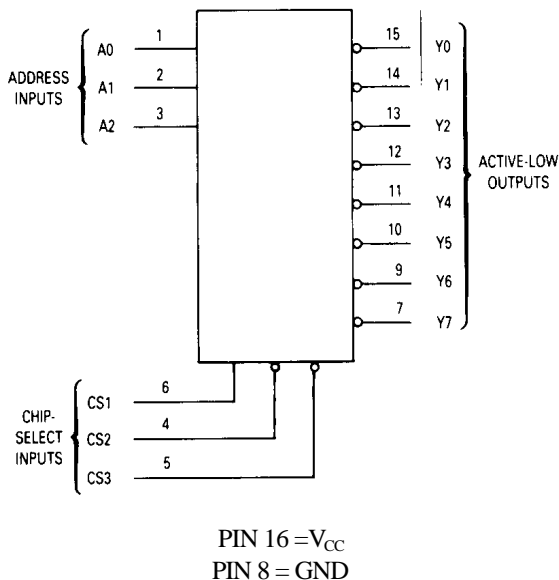 ADDRESS
INPUTS
A0 1
A1 2
A2 3
15 Y0
14 Y1
13 Y2
12 Y3
11 Y4
10 Y5
9 Y6
7 Y7
ACTIVE-LOW
OUTPUTS
CHIP-
SELECT
INPUTS
CS1 6
CS2 4
CS3 5
PIN 16 =VCC
PIN 8 = GND